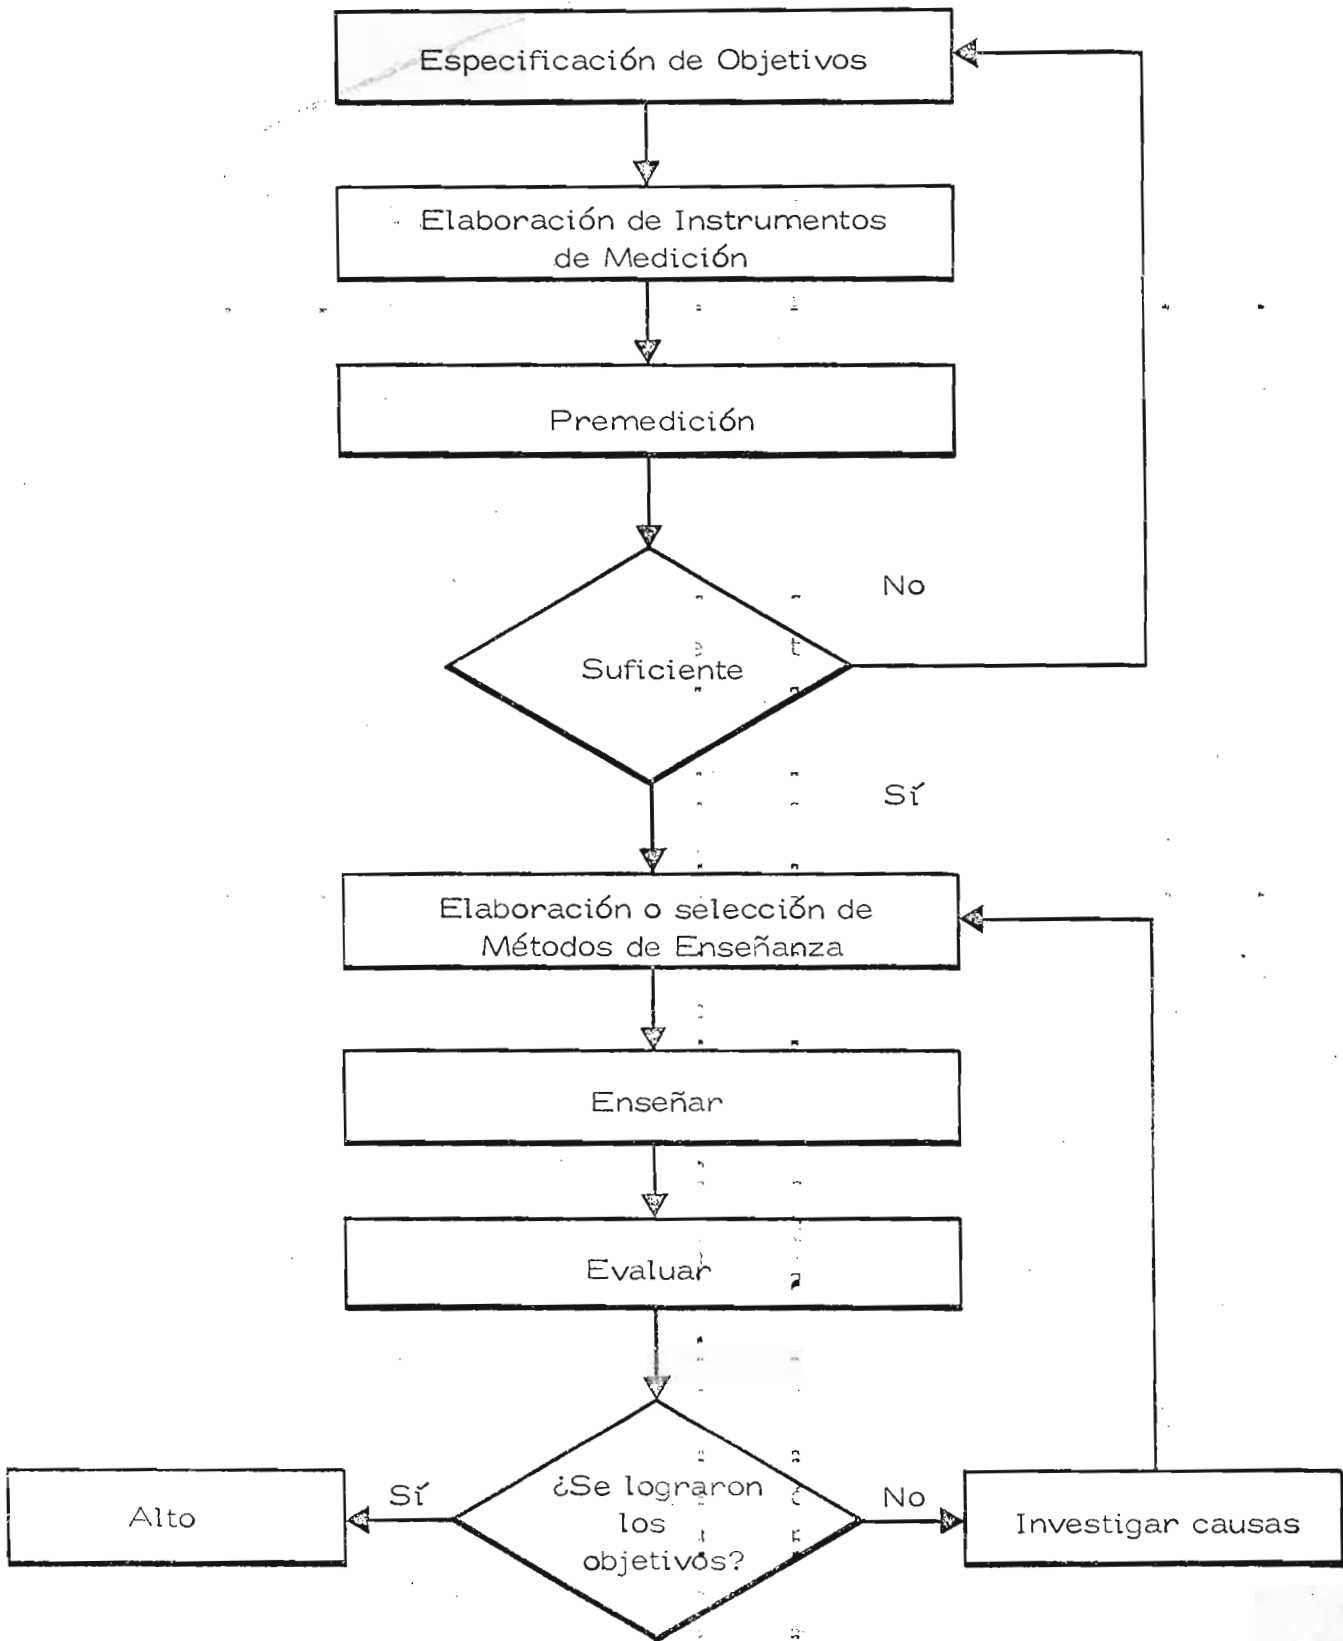 Especificación de Objetivos
Elaboración de Instrumentos
de Medición
Premedición
No
Suficiente
Sí
Elaboración o selección de
Métodos de Enseñanza
Enseñar
Evaluar
Alto
Sí
¿Se lograron
los
objetivos?
No
Investigar causas